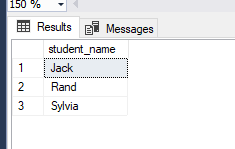 150 %
Results Messages
student_name
1 Jack
2 Rand
3 Sylvia